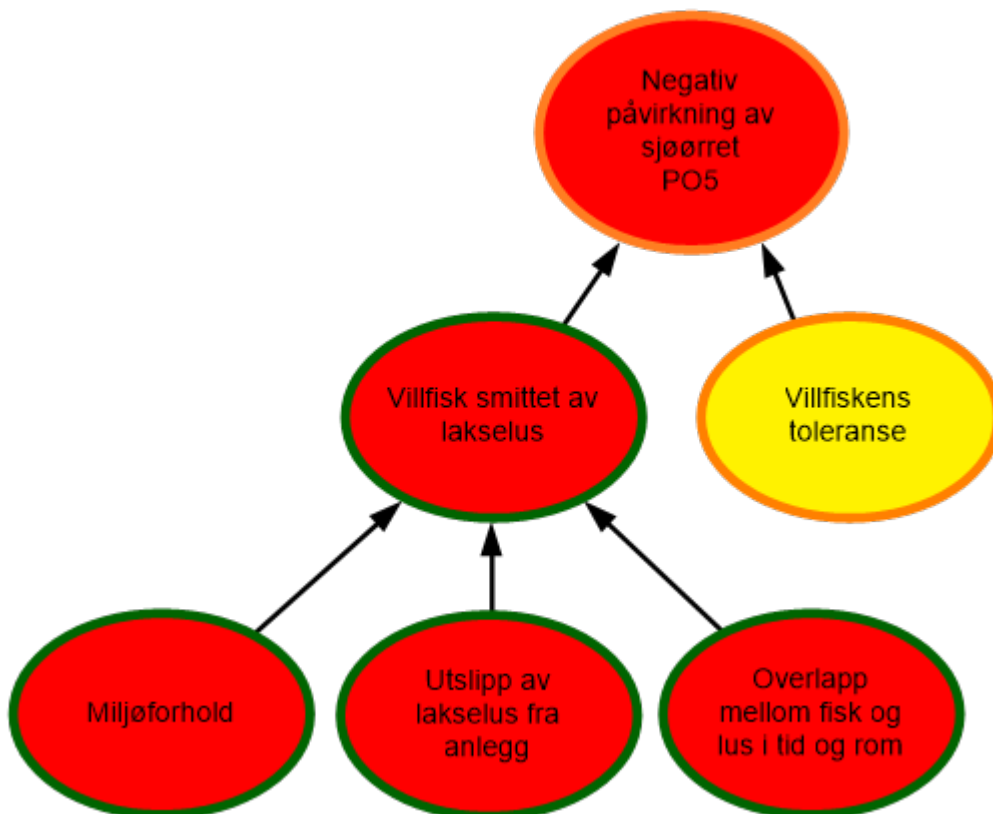 Negativ
påvirkning av
sjøørret
PO5
Villfisk smittet av
lakselus
Villfiskens
toleranse
Miljøforhold
Utslipp av
lakselus fra
anlegg
Overlapp
mellom fisk og
lus i tid og rom